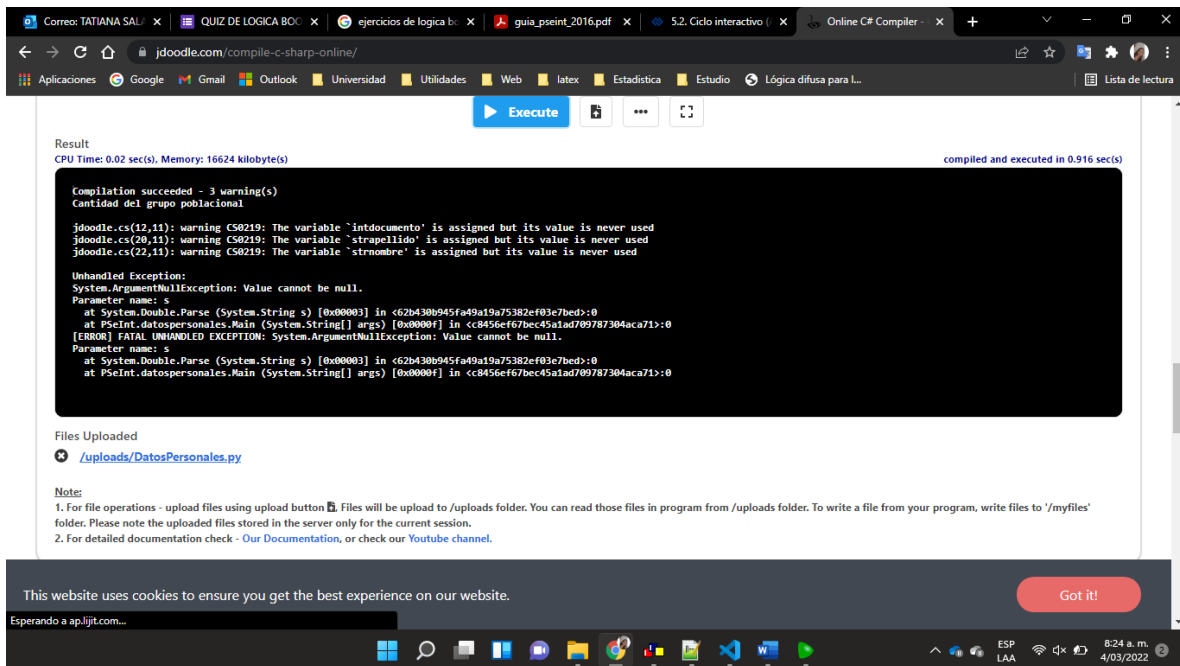 Correo: TATIANA SALA
QUIZ DE LOGICA BOO
ejercicios de logica bo
guia_pseint_2016.pdf
5.2. Ciclo interactivo (
Online C# Compiler -
jdoodle.com/compile-c-sharp-online/
Aplicaciones
Google
Gmail
Outlook
Universidad
Utilidades
Web
latex
Estadistica
Estudio
Lógica difusa para l...
Lista de lectura
Execute
Result
CPU Time: 0.02 sec(s), Memory: 16624 kilobyte(s)
compiled and executed in 0.916 sec(s)
Compilation succeeded - 3 warning(s)
Cantidad del grupo poblacional
jdoodle.cs(12,11): warning CS0219: The variable `intdocumento' is assigned but its value is never used
jdoodle.cs(20,11): warning CS0219: The variable `strapellido' is assigned but its value is never used
jdoodle.cs(22,11): warning CS0219: The variable `strnombre' is assigned but its value is never used
Unhandled Exception:
System.ArgumentNullException: Value cannot be null.
Parameter name: s
at System.Double.Parse (System.String s) [0x00003] in <62b430b945fa49a19a75382ef03e7bed>:0
at PSeInt.datospersonales.Main (System.String[] args) [0x0000f] in <c8456ef67bec45a1ad709787304aca71>:0
[ERROR] FATAL UNHANDLED EXCEPTION: System.ArgumentNullException: Value cannot be null.
Parameter name: s
at System.Double.Parse (System.String s) [0x00003] in <62b430b945fa49a19a75382ef03e7bed>:0
at PSeInt.datospersonales.Main (System.String[] args) [0x0000f] in <c8456ef67bec45a1ad709787304aca71>:0
Files Uploaded
/uploads/DatosPersonales.py
Note:
1. For file operations - upload files using upload button , Files will be upload to /uploads folder. You can read those files in program from /uploads folder. To write a file from your program, write files to '/myfiles'
folder. Please note the uploaded files stored in the server only for the current session.
2. For detailed documentation check - Our Documentation, or check our Youtube channel.
This website uses cookies to ensure you get the best experience on our website.
Got it!
Esperando a ap.lijit.com...
ESP
LAA
8:24 a. m.
4/03/2022
2